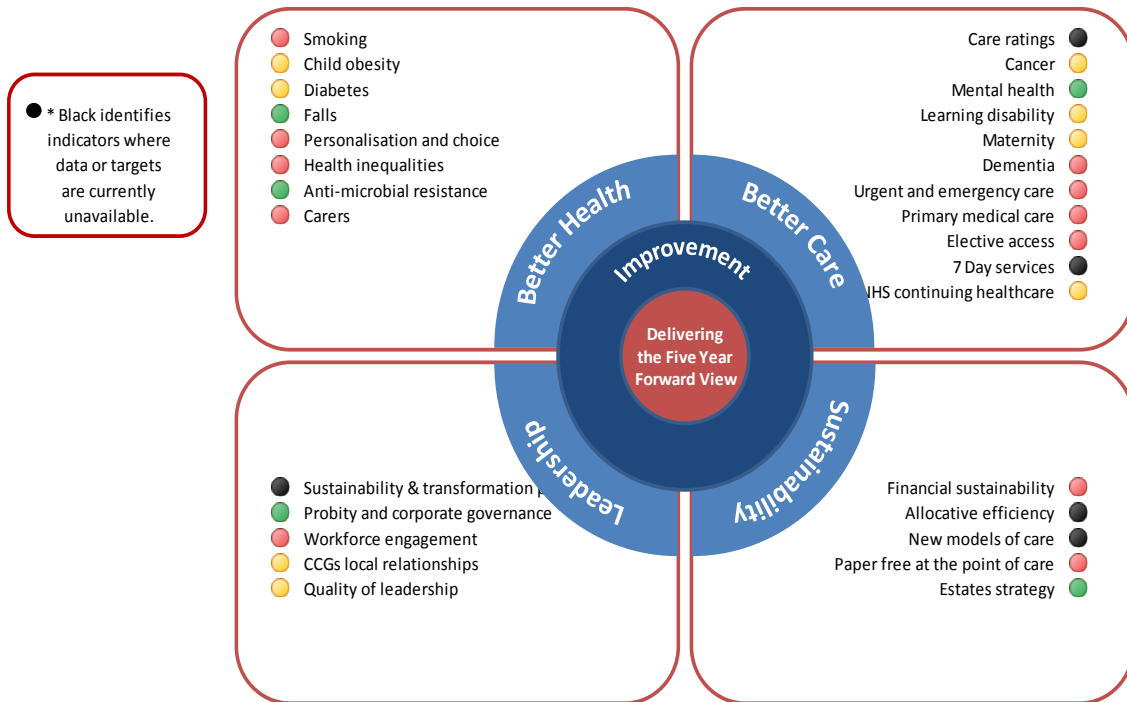 * Black identifies
indicators where
data or targets
are currently
unavailable.
Smoking
Child obesity
Diabetes
Falls
Personalisation and choice
Health inequalities
Anti-microbial resistance
Carers
Care ratings
Cancer
Mental health
Learning disability
Maternity
Dementia
Urgent and emergency care
Primary medical care
Elective access
7 Day services
NHS continuing healthcare
Better Health
Better Care
Improvement
Delivering
the Five Year
Forward View
Leadership
Sustainability
Sustainability & transformation
Probity and corporate governance
Workforce engagement
CCGs local relationships
Quality of leadership
Financial sustainability
Allocative efficiency
New models of care
Paper free at the point of care
Estates strategy